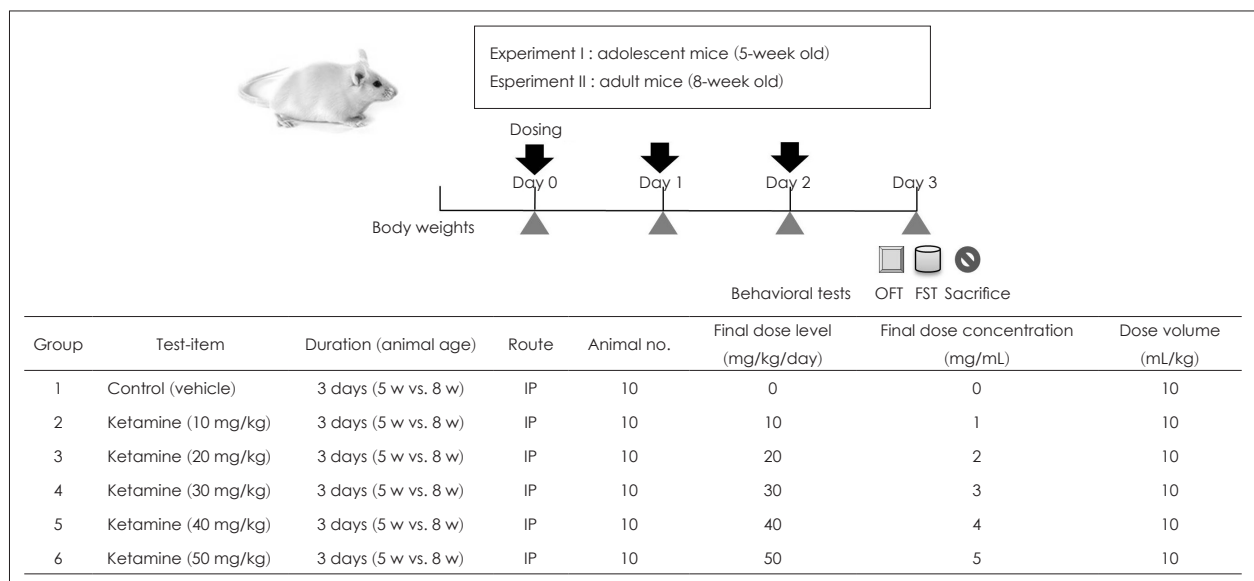 Experiment I : adolescent mice (5-week old)
Esperiment II : adult mice (8-week old)
Dosing
Day 0 Day 1 Day 2 Day 3
Body weights
Behavioral tests OFT FST Sacrifice
Group Test-item Duration (animal age) Route Animal no. Final dose level (mg/kg/day) Final dose concentration (mg/mL) Dose volume (mL/kg)
1 Control (vehicle) 3 days (5 w vs. 8 w) IP 10 0 0 10
2 Ketamine (10 mg/kg) 3 days (5 w vs. 8 w) IP 10 10 1 10
3 Ketamine (20 mg/kg) 3 days (5 w vs. 8 w) IP 10 20 2 10
4 Ketamine (30 mg/kg) 3 days (5 w vs. 8 w) IP 10 30 3 10
5 Ketamine (40 mg/kg) 3 days (5 w vs. 8 w) IP 10 40 4 10
6 Ketamine (50 mg/kg) 3 days (5 w vs. 8 w) IP 10 50 5 10